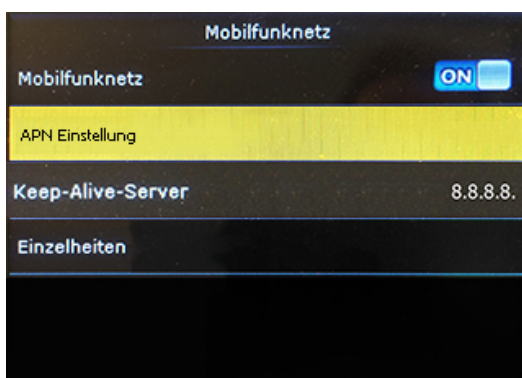 Mobilfunknetz
Mobilfunknetz ON
APN Einstellung
Keep-Alive-Server 8.8.8.8.
Einzelheiten